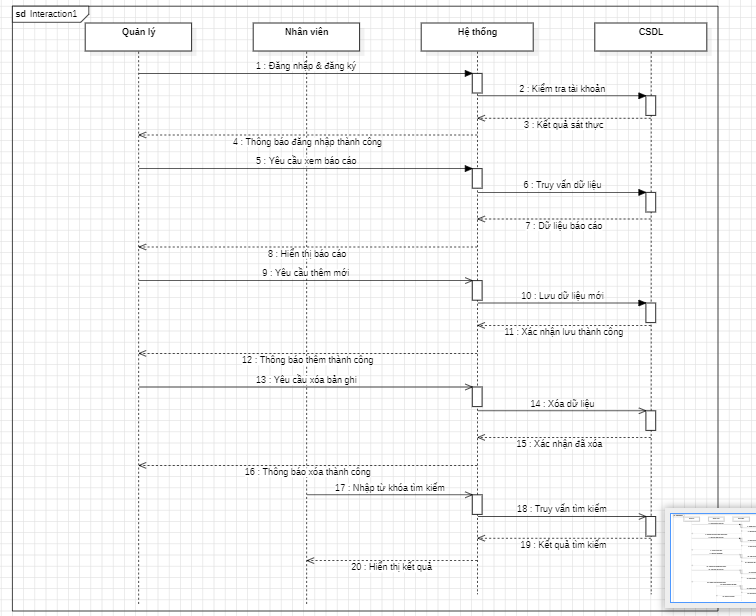 sd Interaction1
Quản lý
Nhân viên
Hệ thống
CSDL
1 : Đăng nhập & đăng ký
2 : Kiểm tra tài khoản
3 : Kết quả sát thực
4 : Thông báo đăng nhập thành công
5 : Yêu cầu xem báo cáo
6 : Truy vấn dữ liệu
7 : Dữ liệu báo cáo
8 : Hiển thị báo cáo
9 : Yêu cầu thêm mới
10 : Lưu dữ liệu mới
11 : Xác nhận lưu thành công
12 : Thông báo thêm thành công
13 : Yêu cầu xóa bản ghi
14 : Xóa dữ liệu
15 : Xác nhận đã xóa
16 : Thông báo xóa thành công
17 : Nhập từ khóa tìm kiếm
18 : Truy vấn tìm kiếm
19 : Kết quả tìm kiếm
20 : Hiển thị kết quả